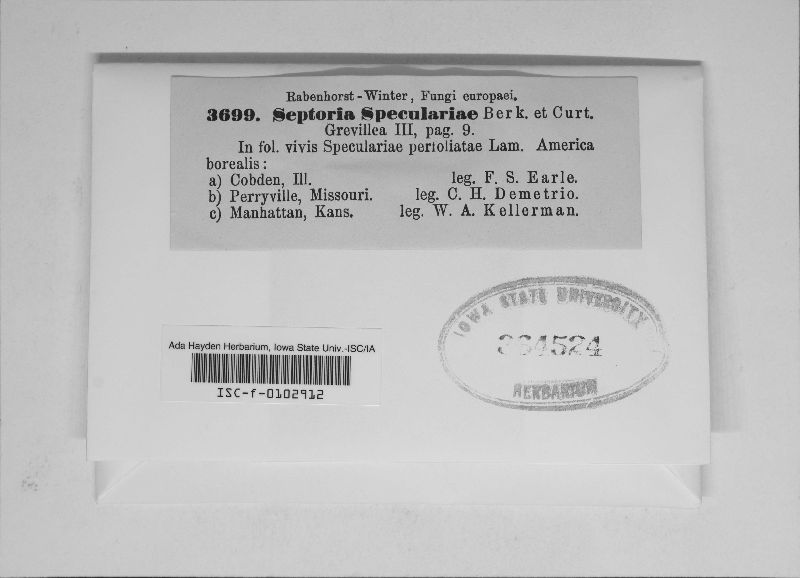 Rabenhorst-Winter, Fungi europaei.
3699. Septoria Speculariae Berk. et Curt.
Grevillea III, pag. 9.
In fol. vivis Speculariae perfoliatae Lam. America
borealis:
a) Cobden, Ill. leg. F. S. Earle.
b) Perryville, Missouri. leg. C. H. Demetrio.
c) Manhattan, Kans. leg. W. A. Kellerman.
IOWA STATE UNIVERSITY
334524
HERBARIUM
Ada Hayden Herbarium, Iowa State Univ.-ISC/IA
ISC-f-0102912